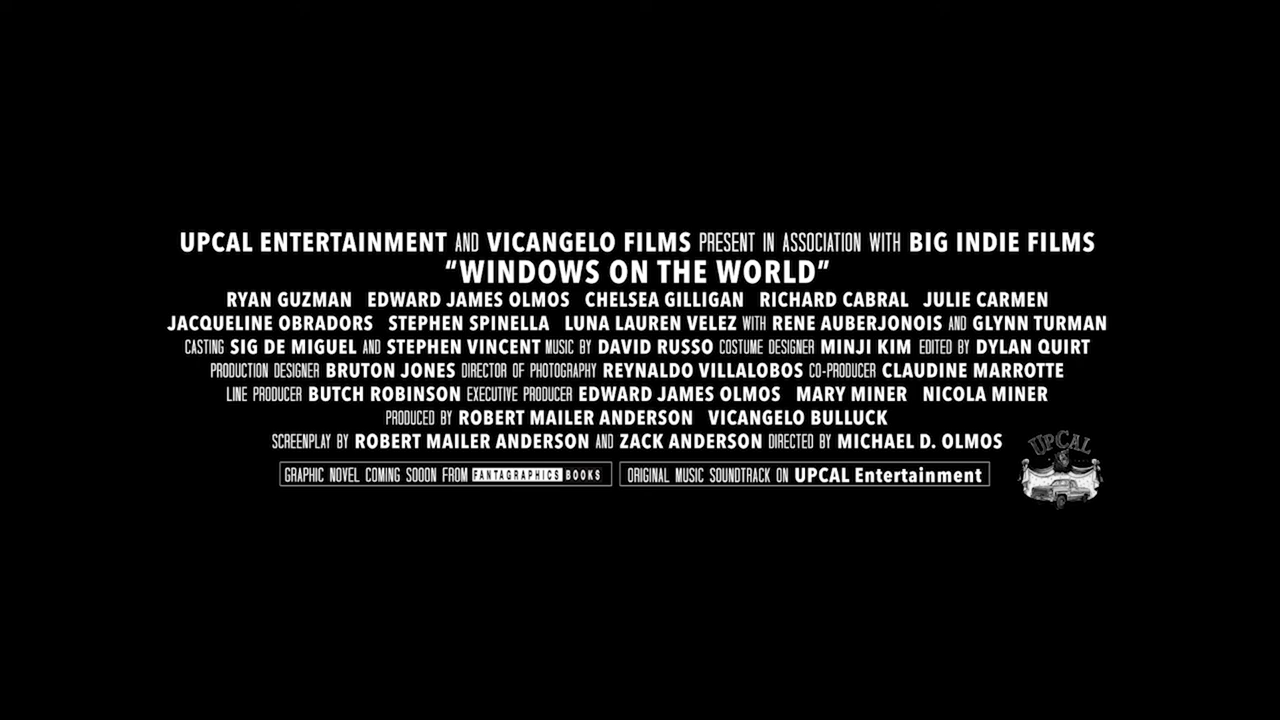 UPCAL ENTERTAINMENT AND VICANGELO FILMS PRESENT IN ASSOCIATION WITH BIG INDIE FILMS
“WINDOWS ON THE WORLD”
RYAN GUZMAN EDWARD JAMES OLMOS CHELSEA GILLIGAN RICHARD CABRAL JULIE CARMEN
JACQUELINE OBRADORS STEPHEN SPINELLA LUNA LAUREN VELEZ WITH RENE AUBERJONOIS AND GLYNN TURMAN
CASTING SIG DE MIGUEL AND STEPHEN VINCENT MUSIC BY DAVID RUSSO COSTUME DESIGNER MINJI KIM EDITED BY DYLAN QUIRT
PRODUCTION DESIGNER BRUTON JONES DIRECTOR OF PHOTOGRAPHY REYNALDO VILLALOBOS CO-PRODUCER CLAUDINE MARROTTE
LINE PRODUCER BUTCH ROBINSON EXECUTIVE PRODUCER EDWARD JAMES OLMOS MARY MINER NICOLA MINER
PRODUCED BY ROBERT MAILER ANDERSON VICANGELO BULLUCK
SCREENPLAY BY ROBERT MAILER ANDERSON AND ZACK ANDERSON DIRECTED BY MICHAEL D. OLMOS
UPCAL
GRAPHIC NOVEL COMING SOOON FROM FANTAGRAPHICS BOOKS
ORIGINAL MUSIC SOUNDTRACK ON UPCAL Entertainment